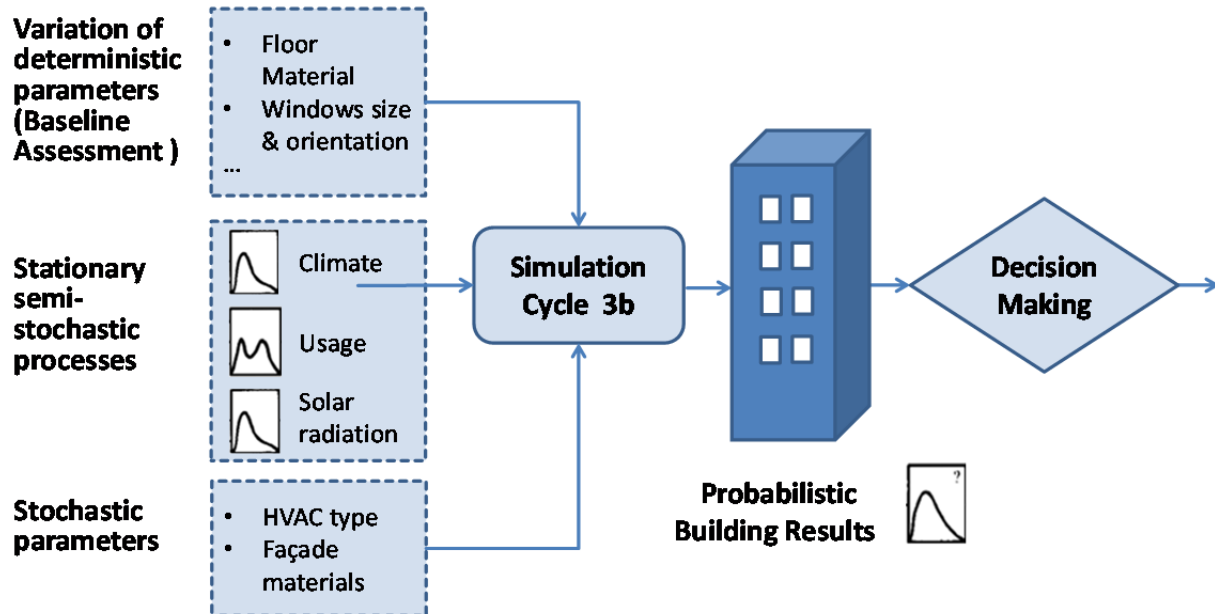 Variation of
deterministic
parameters
(Baseline
Assessment )
• Floor
Material
• Windows size
& orientation
...
Stationary
semi-
stochastic
processes
Climate
Usage
Solar
radiation
Stochastic
parameters
• HVAC type
• Façade
materials
Simulation
Cycle 3b
Probabilistic
Building Results
?
Decision
Making